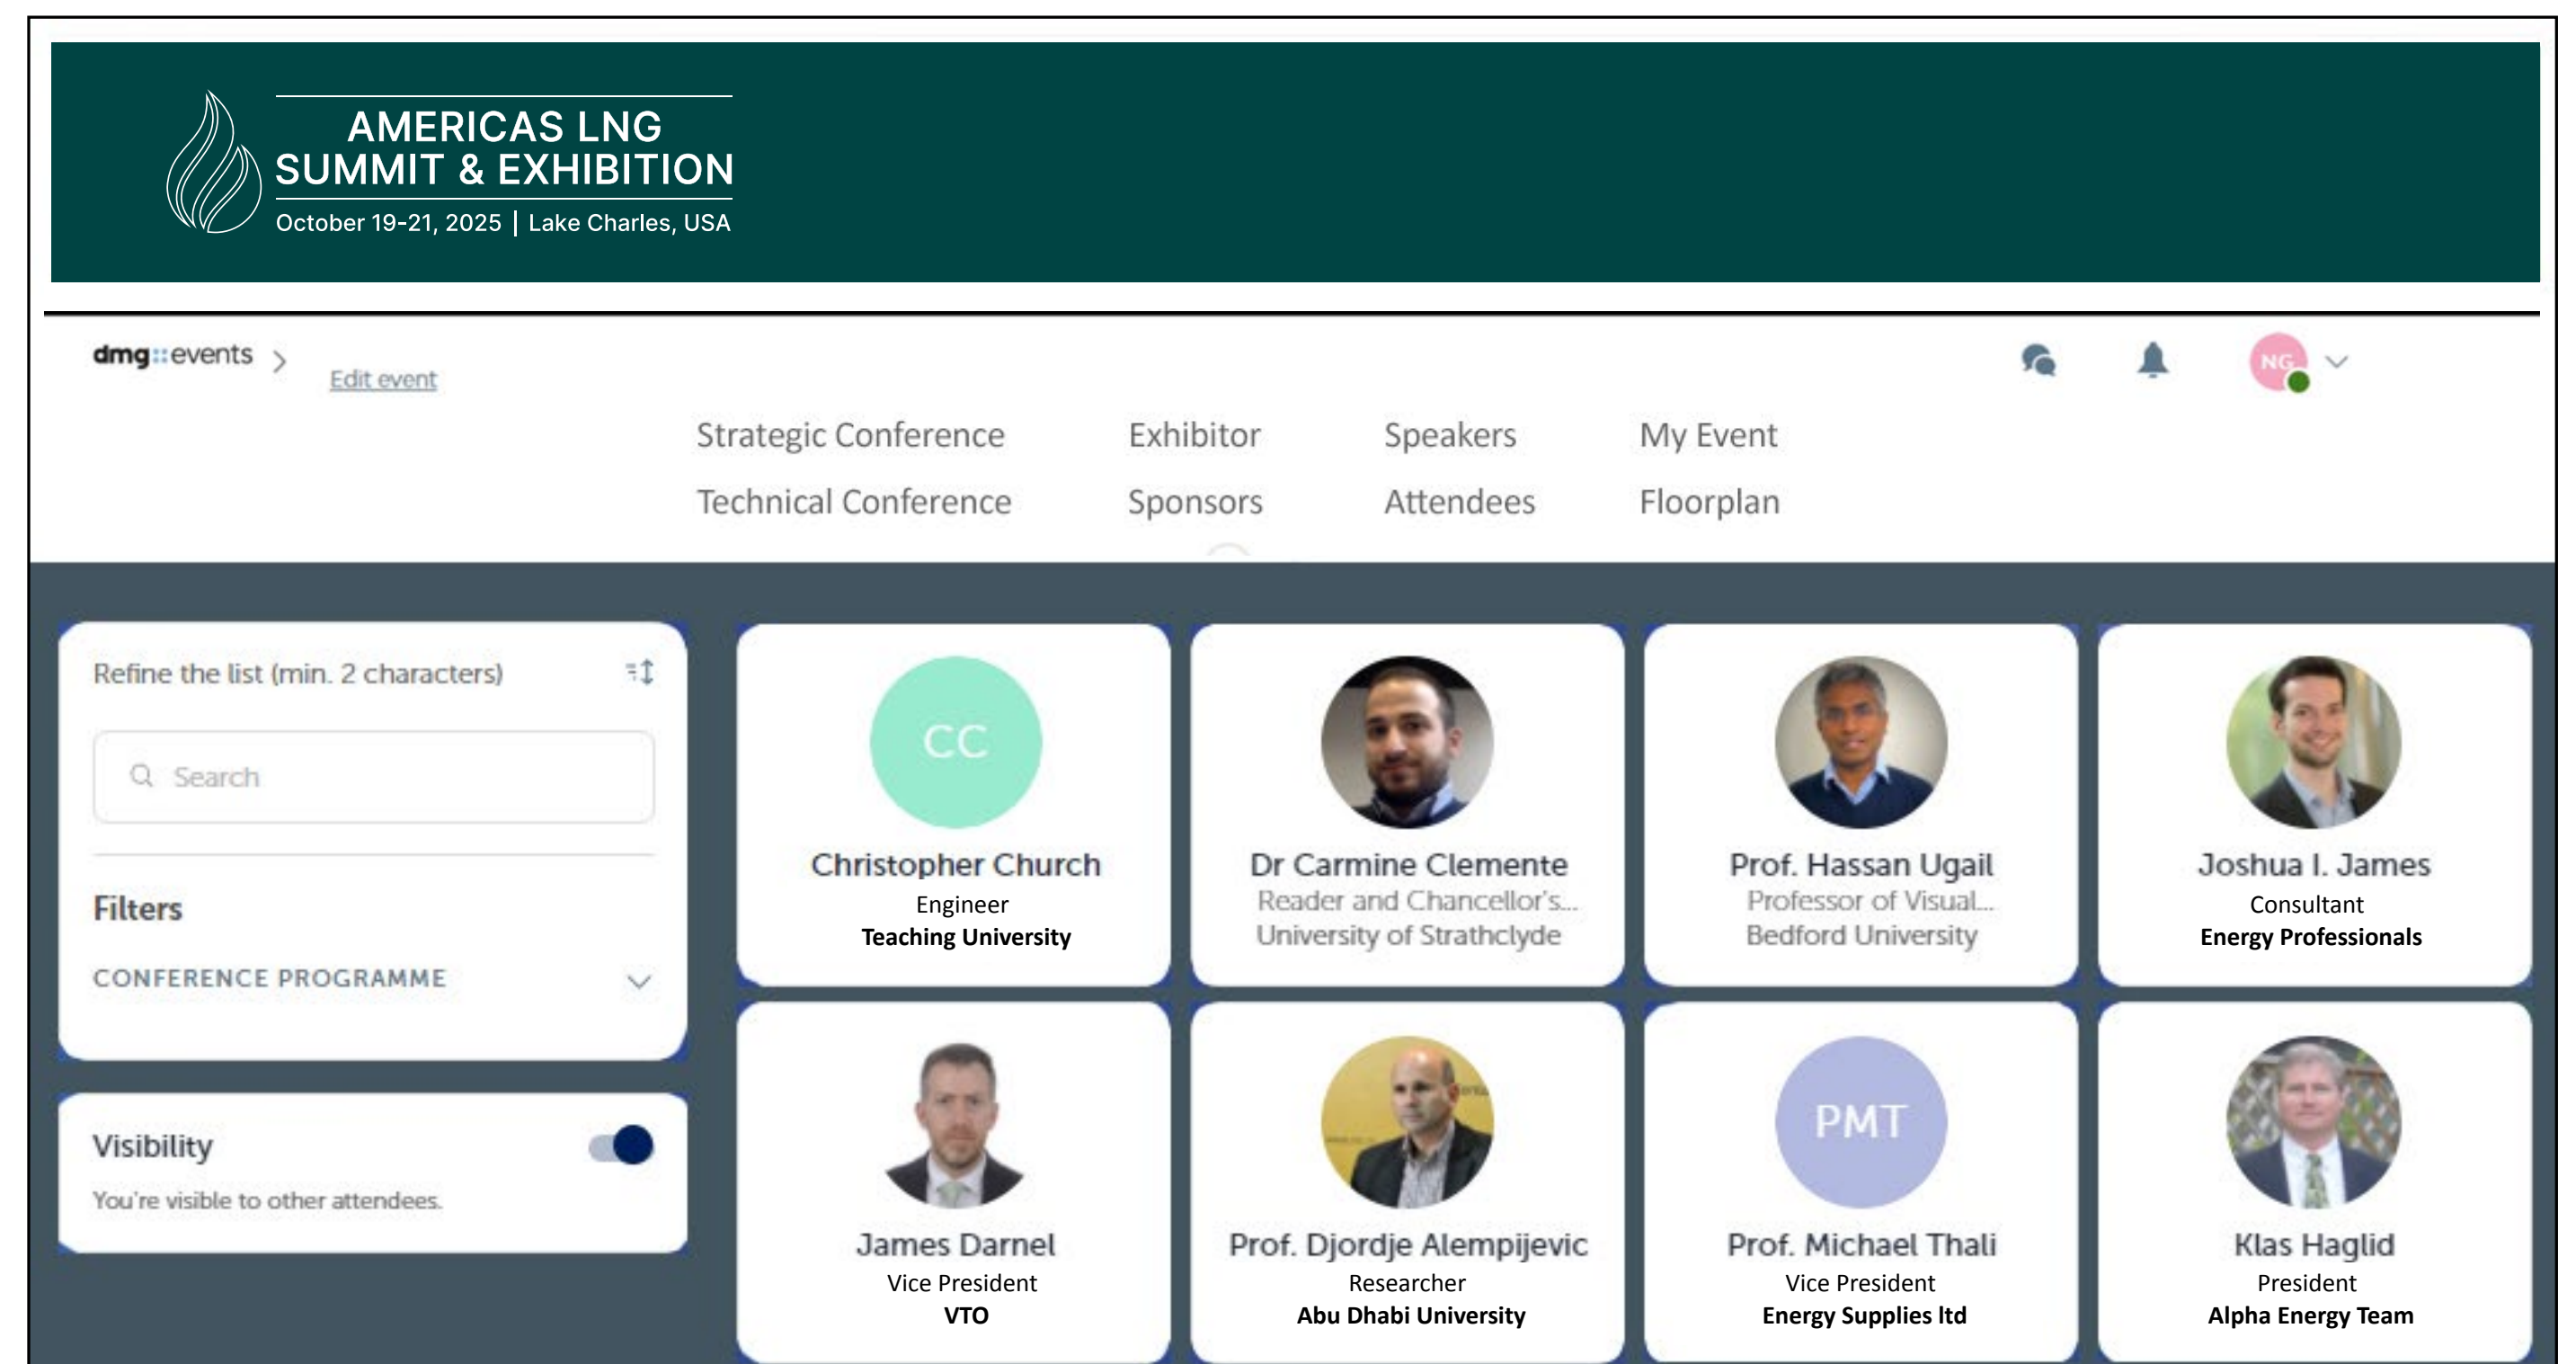 AMERICAS LNG
SUMMIT & EXHIBITION
October 19-21, 2025 | Lake Charles, USA
dmg::events >
Edit event
NG
Strategic Conference Exhibitor Speakers My Event
Technical Conference Sponsors Attendees Floorplan
Refine the list (min. 2 characters)
Search
Filters
CONFERENCE PROGRAMME
Visibility
You're visible to other attendees.
CC
Christopher Church
Engineer
Teaching University
Dr Carmine Clemente
Reader and Chancellor's...
University of Strathclyde
Prof. Hassan Ugail
Professor of Visual...
Bedford University
Joshua I. James
Consultant
Energy Professionals
James Darnel
Vice President
VTO
Prof. Djordje Alempijevic
Researcher
Abu Dhabi University
PMT
Prof. Michael Thali
Vice President
Energy Supplies ltd
Klas Haglid
President
Alpha Energy Team